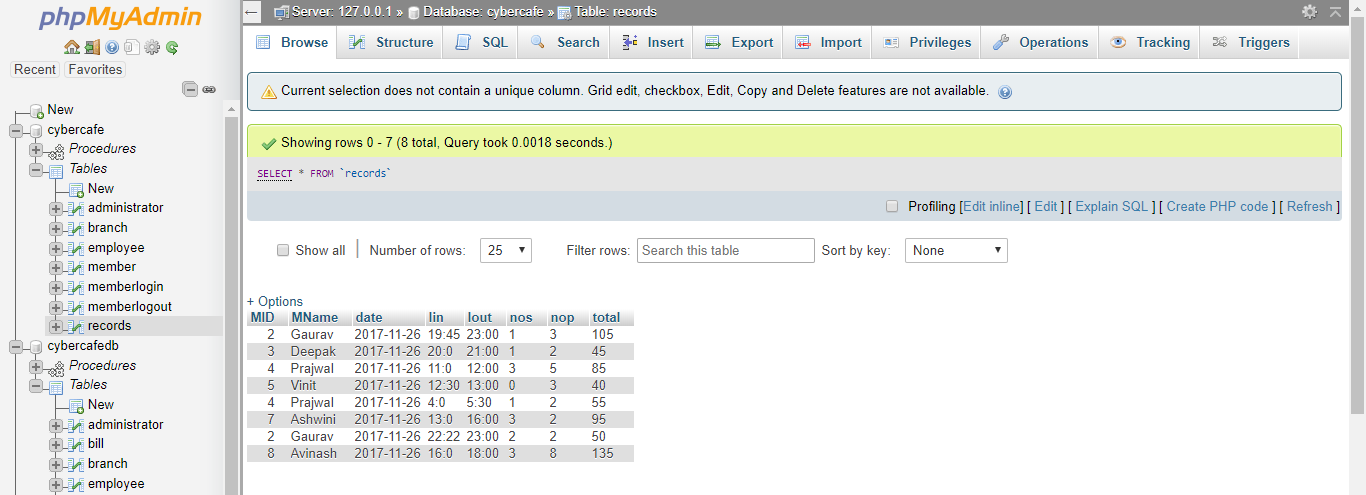 phpMyAdmin
Recent Favorites
New
cybercafe
Procedures
Tables
New
administrator
branch
employee
member
memberlogin
memberlogout
records
cybercafedb
Procedures
Tables
New
administrator
bill
branch
employee
Server: 127.0.0.1 » Database: cybercafe » Table: records
Browse Structure SQL Search Insert Export Import Privileges Operations Tracking Triggers
Current selection does not contain a unique column. Grid edit, checkbox, Edit, Copy and Delete features are not available.
Showing rows 0 - 7 (8 total, Query took 0.0018 seconds.)
SELECT * FROM `records`
Profiling [Edit inline] [ Edit ] [ Explain SQL ] [ Create PHP code ] [ Refresh ]
Show all | Number of rows: 25 Filter rows: Search this table Sort by key: None
+ Options
MID MName date lin lout nos nop total
2 Gaurav 2017-11-26 19:45 23:00 1 3 105
3 Deepak 2017-11-26 20:0 21:00 1 2 45
4 Prajwal 2017-11-26 11:0 12:00 3 5 85
5 Vinit 2017-11-26 12:30 13:00 0 3 40
4 Prajwal 2017-11-26 4:0 5:30 1 2 55
7 Ashwini 2017-11-26 13:0 16:00 3 2 95
2 Gaurav 2017-11-26 22:22 23:00 2 2 50
8 Avinash 2017-11-26 16:0 18:00 3 8 135